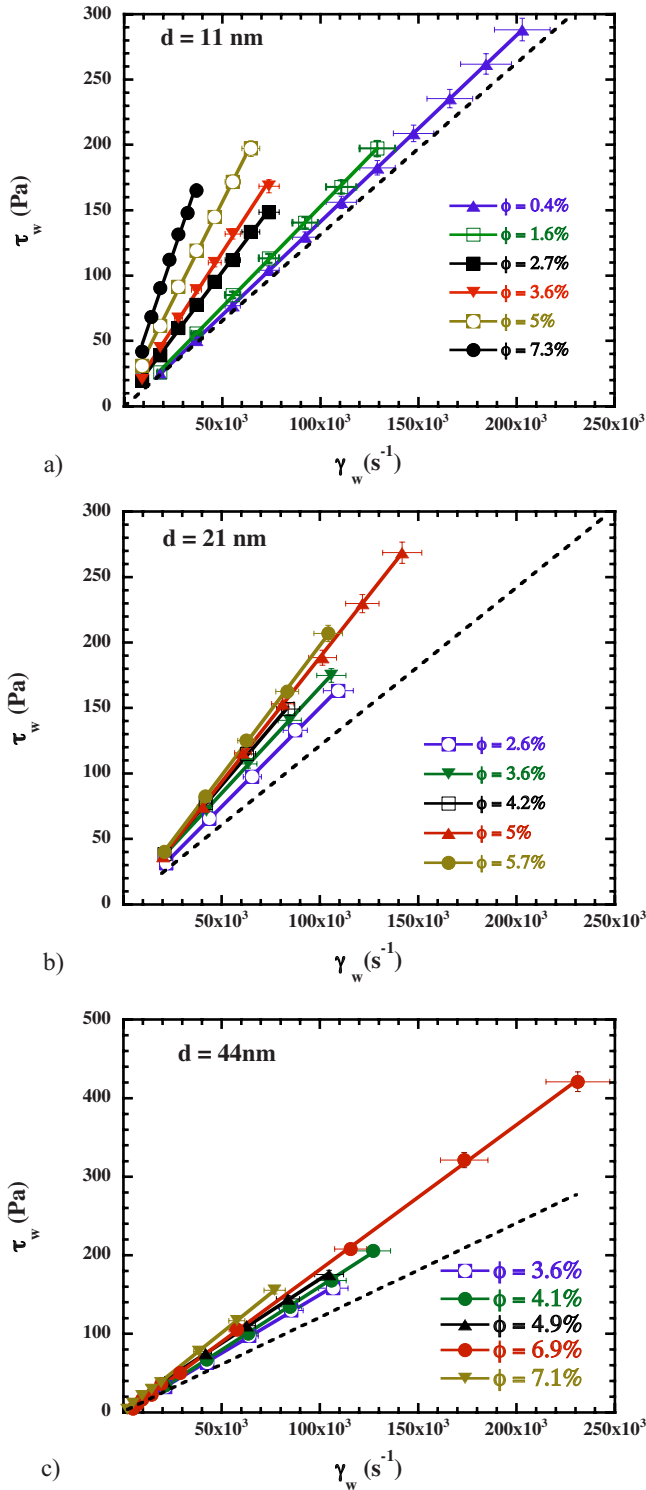 d = 11 nm
300
250
200
150
100
50
0
τw (Pa)
ϕ = 0.4%
ϕ = 1.6%
ϕ = 2.7%
ϕ = 3.6%
ϕ = 5%
ϕ = 7.3%
50x10³ 100x10³ 150x10³ 200x10³ 250x10³
a) γw (s⁻¹)
d = 21 nm
300
250
200
150
100
50
0
τw (Pa)
ϕ = 2.6%
ϕ = 3.6%
ϕ = 4.2%
ϕ = 5%
ϕ = 5.7%
50x10³ 100x10³ 150x10³ 200x10³ 250x10³
b) γw (s⁻¹)
d = 44nm
500
400
300
200
100
0
τw (Pa)
ϕ = 3.6%
ϕ = 4.1%
ϕ = 4.9%
ϕ = 6.9%
ϕ = 7.1%
50x10³ 100x10³ 150x10³ 200x10³ 250x10³
c) γw (s⁻¹)